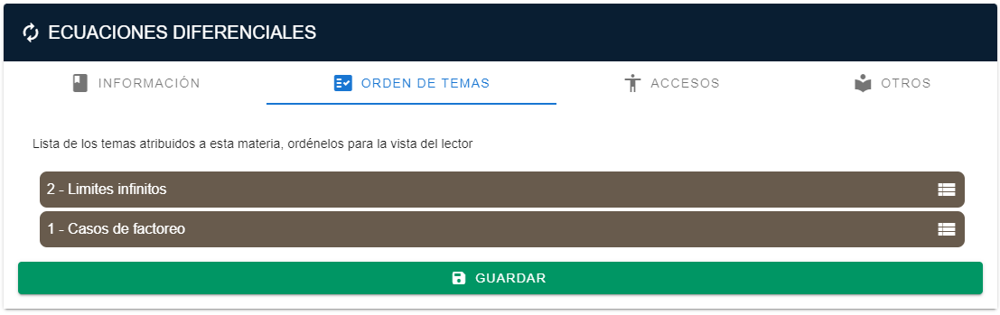 ECUACIONES DIFERENCIALES
INFORMACIÓN
ORDEN DE TEMAS
ACCESOS
OTROS
Lista de los temas atribuidos a esta materia, ordénelos para la vista del lector
2 - Limites infinitos
1 - Casos de factoreo
GUARDAR